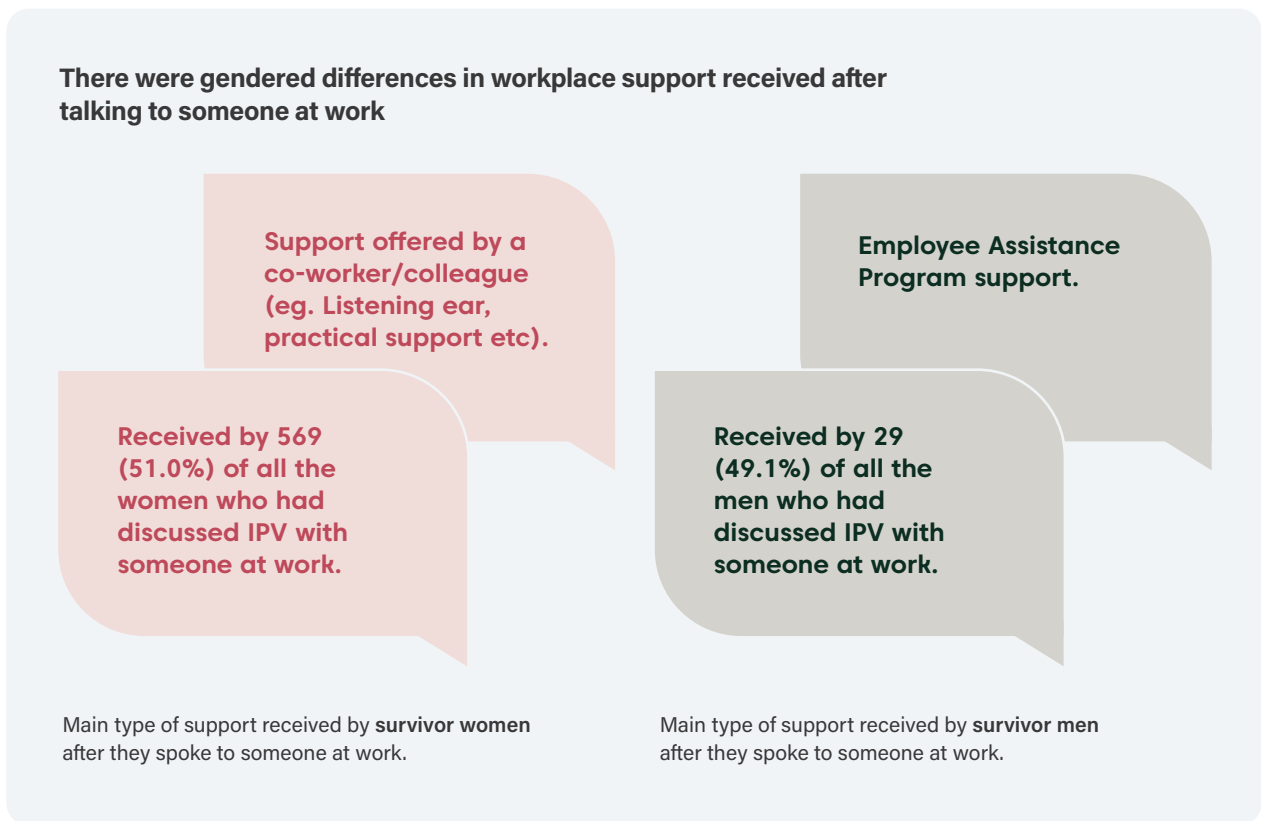 There were gendered differences in workplace support received after
talking to someone at work
Support offered by a
co-worker/colleague
(eg. Listening ear,
practical support etc).
Received by 569
(51.0%) of all the
women who had
discussed IPV with
someone at work.
Main type of support received by survivor women
after they spoke to someone at work.
Employee Assistance
Program support.
Received by 29
(49.1%) of all the
men who had
discussed IPV with
someone at work.
Main type of support received by survivor men
after they spoke to someone at work.